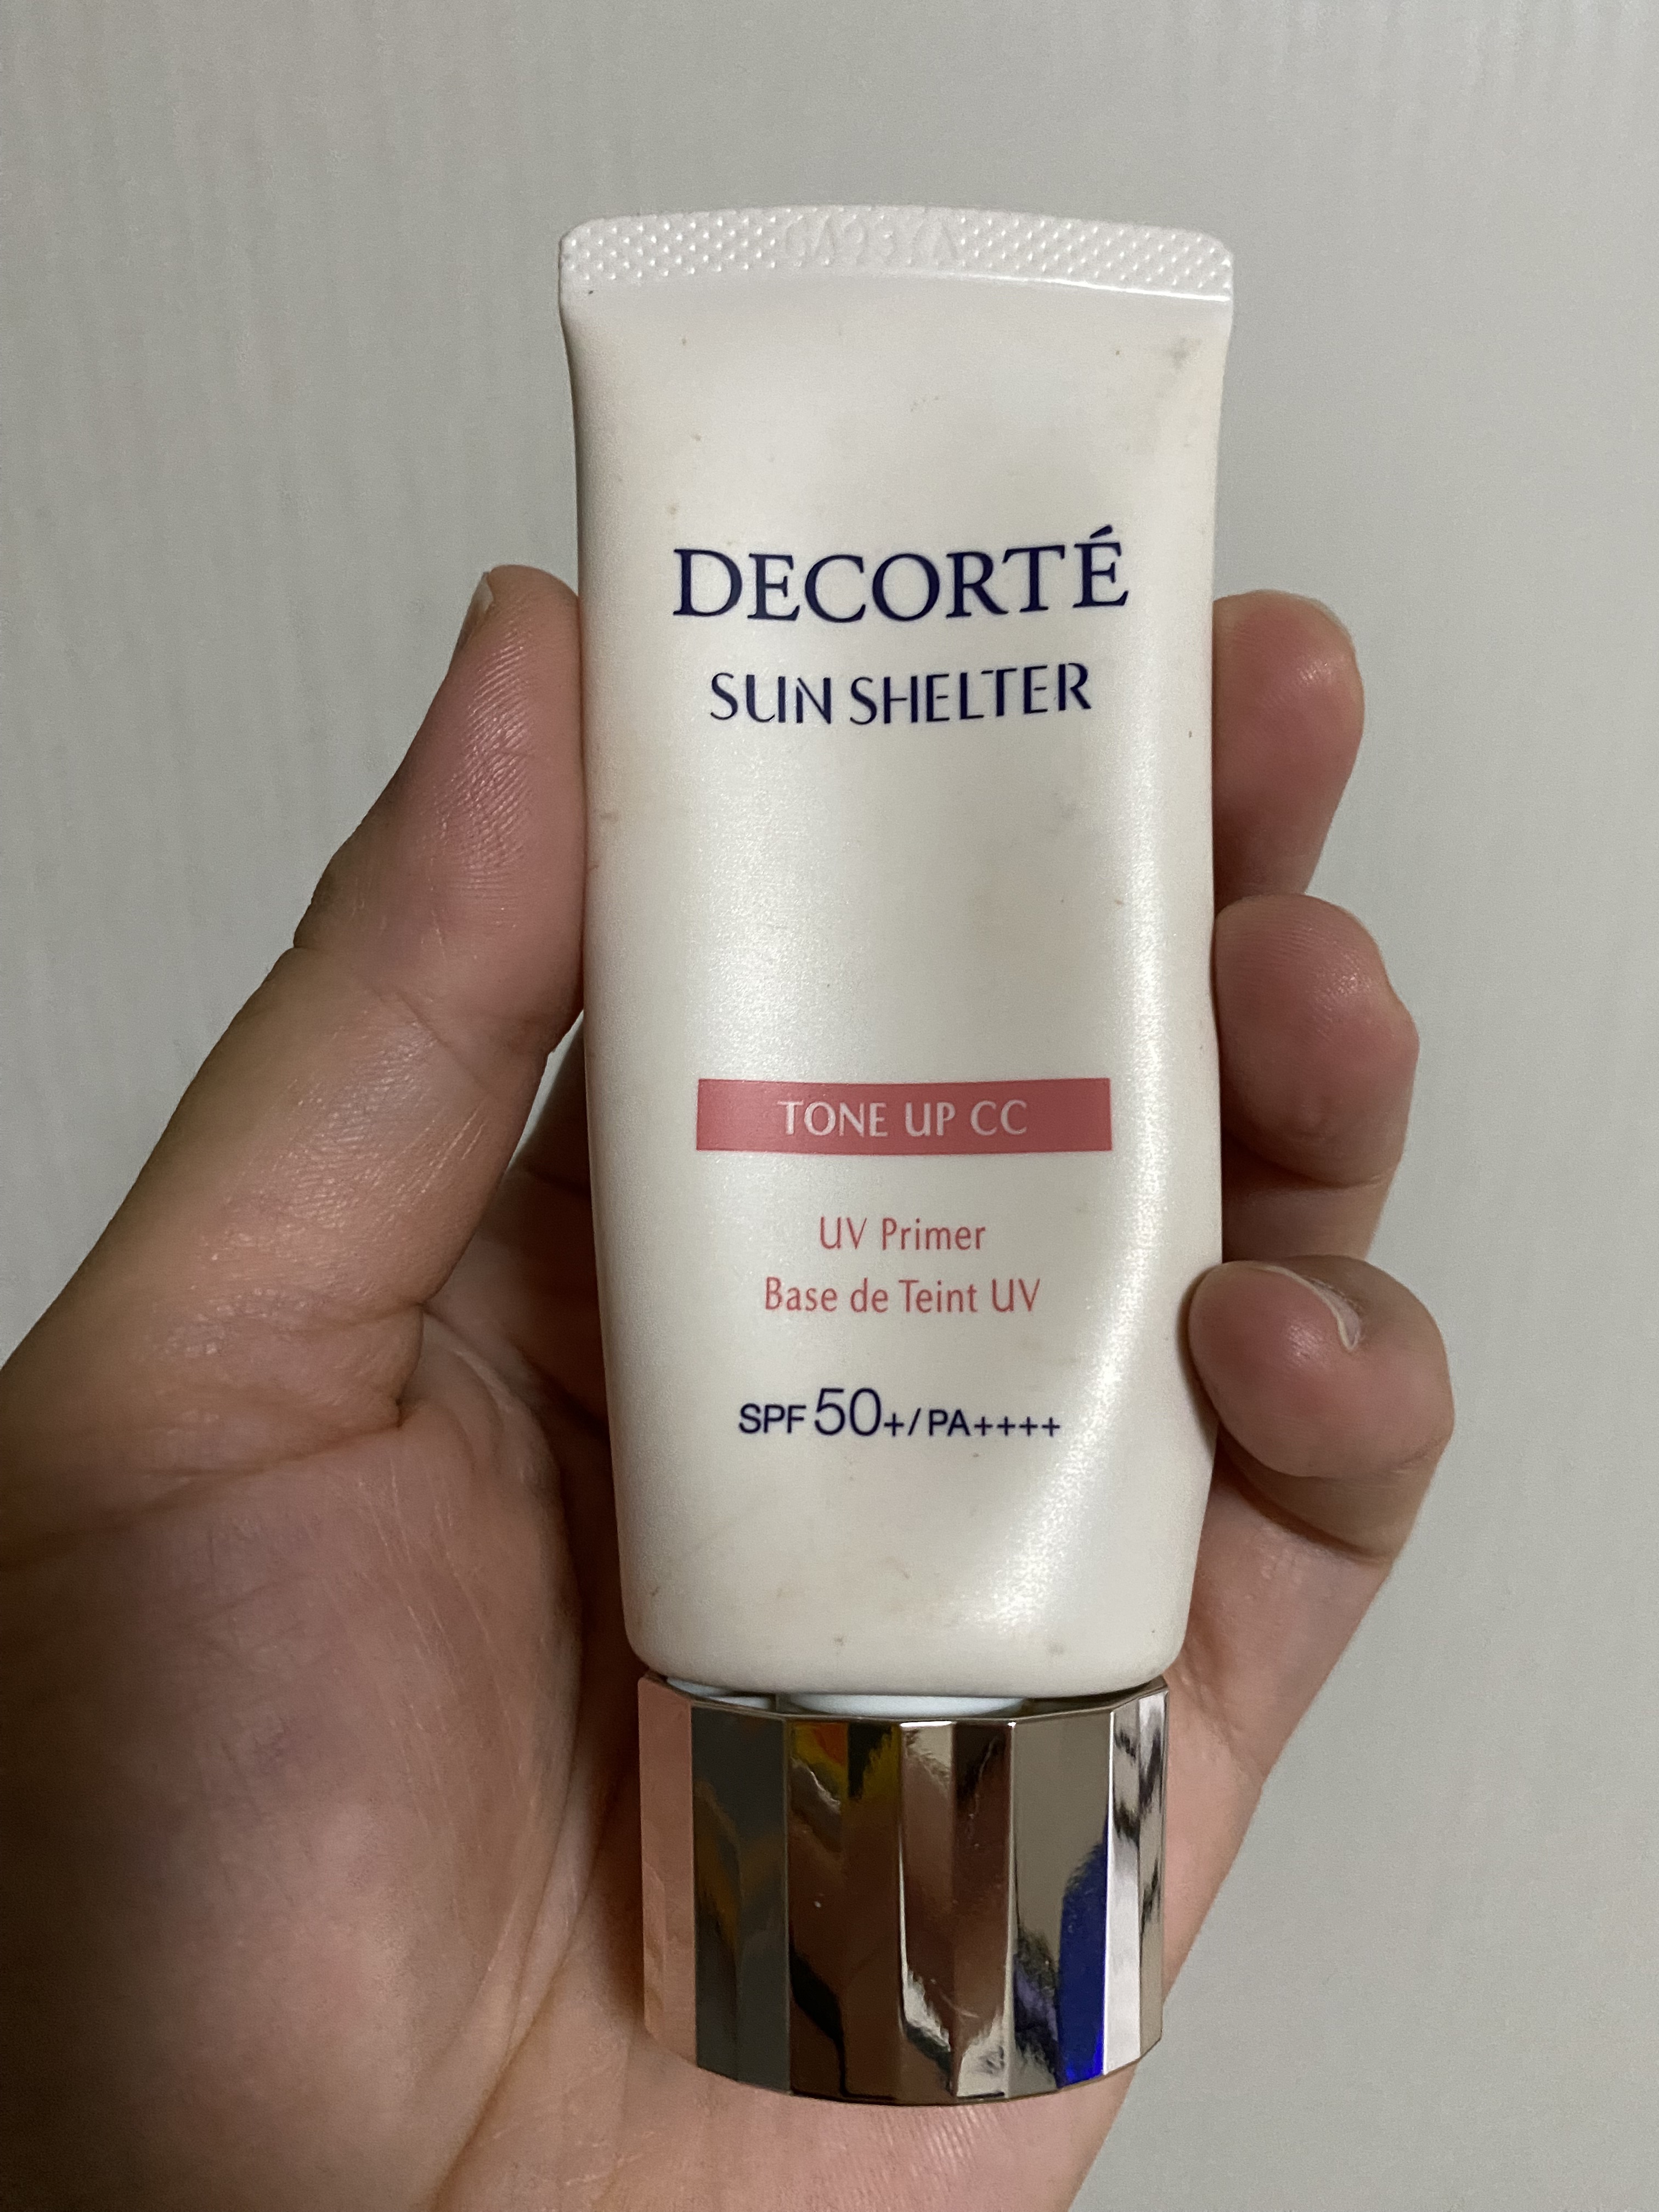 DECORTÉ
SUN SHELTER
TONE UP CC
UV Primer
Base de Teint UV
SPF 50+/PA++++